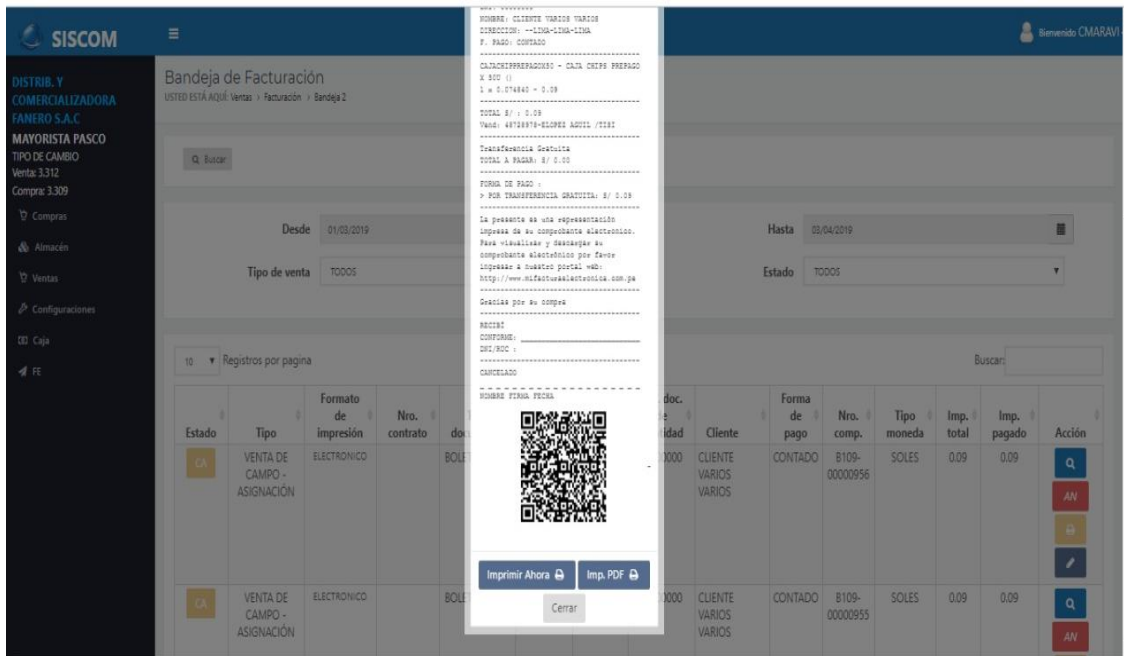 SISCOM
Bienvenido CMARAVI
DISTRIB. Y
COMERCIALIZADORA
FANERO S.A.C
MAYORISTA PASCO
TIPO DE CAMBIO
Venta: 3.312
Compra: 3.309
Compras
Almacén
Ventas
Configuraciones
Caja
FE
Bandeja de Facturación
USTED ESTÁ AQUÍ: Ventas > Facturación > Bandeja 2
Buscar
Desde 01/03/2019
Hasta 03/04/2019
Tipo de venta TODOS
Estado TODOS
10 Registros por pagina
Buscar:
NOMBRE: CLIENTE VARIOS VARIOS
DIRECCION: --LIMA-LIMA-LIMA
F. PAGO: CONTADO
CAJACHIPPREPAGOX50 - CAJA CHIPS PREPAGO
X 50U ()
1 x 0.076840 - 0.09
TOTAL S/ : 0.09
Transferencia Gratuita
TOTAL A PAGAR: S/ 0.00
FORMA DE PAGO :
> POR TRANSFERENCIA GRATUITA: S/ 0.09
La presente es una representación
impresa de su comprobante electronico.
Para visualizar y descargar su
comprobante electrónico por favor
ingresar a nuestro portal web:
http://www.mifacturaelectronica.com.pe
Gracias por su compra
RECIBÍ
CONFORME:
DNI/RUC :
CANCELADO
NOMBRE FIRMA FECHA
Imprimir Ahora Imp. PDF
Cerrar
Estado Tipo Formato de impresión Nro. contrato doc. Cliente Forma de pago Nro. comp. Tipo moneda Imp. total Imp. pagado Acción
CA VENTA DE CAMPO - ASIGNACIÓN ELECTRONICO CLIENTE VARIOS VARIOS CONTADO B109-00000956 SOLES 0.09 0.09 AN
CA VENTA DE CAMPO - ASIGNACIÓN ELECTRONICO CLIENTE VARIOS VARIOS CONTADO B109-00000955 SOLES 0.09 0.09 AN